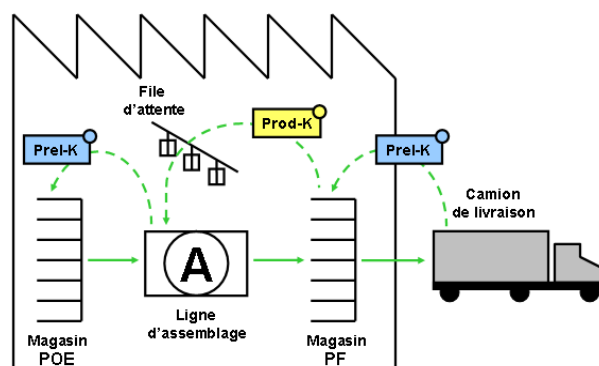 File
d'attente
Prod-K
Prel-K
Prel-K
Camion
de livraison
A
Magasin
POE
Ligne
d'assemblage
Magasin
PF